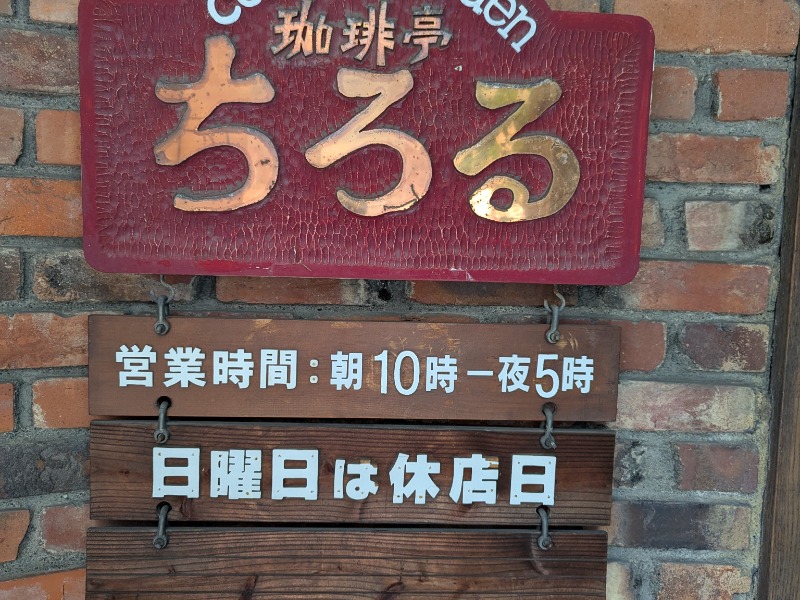 珈琲亭
ちろる
営業時間：朝10時－夜5時
日曜日は休店日